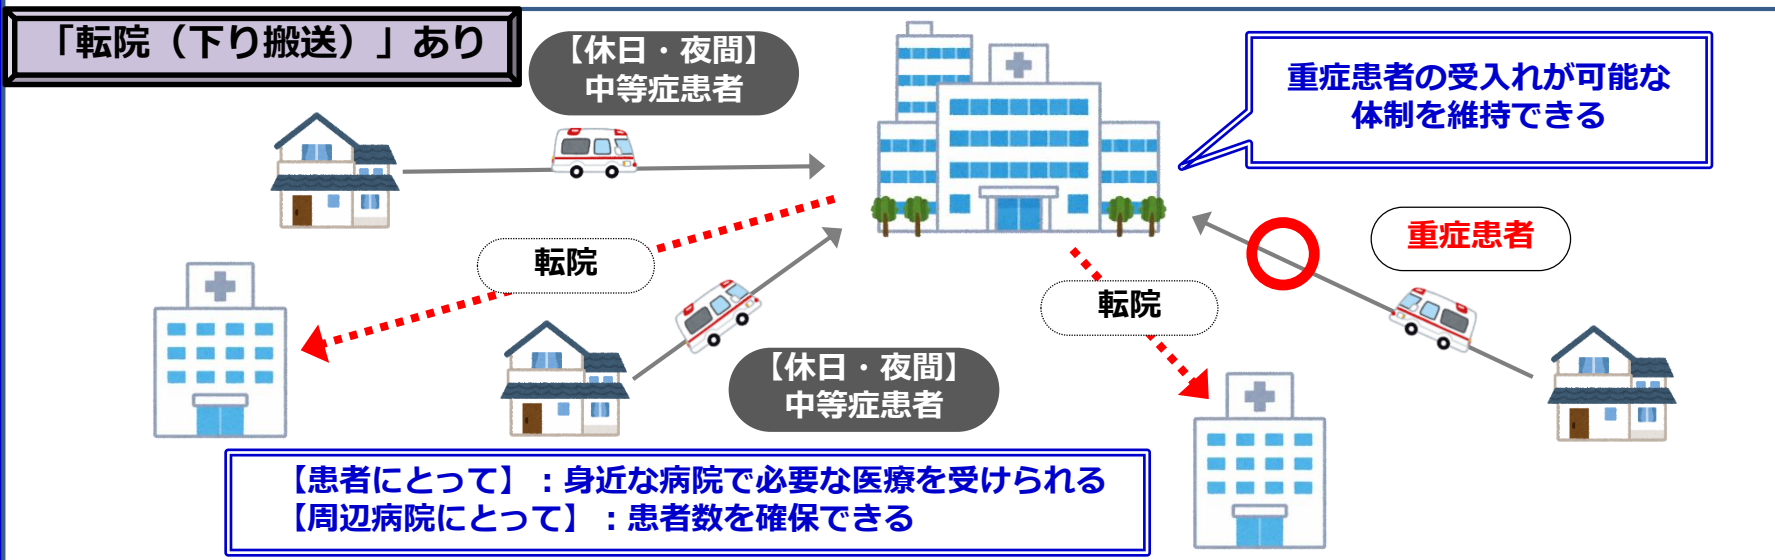 「転院（下り搬送）」あり
【休日・夜間】
中等症患者
重症患者の受入れが可能な
体制を維持できる
重症患者
転院
転院
【休日・夜間】
中等症患者
【患者にとって】：身近な病院で必要な医療を受けられる
【周辺病院にとって】：患者数を確保できる